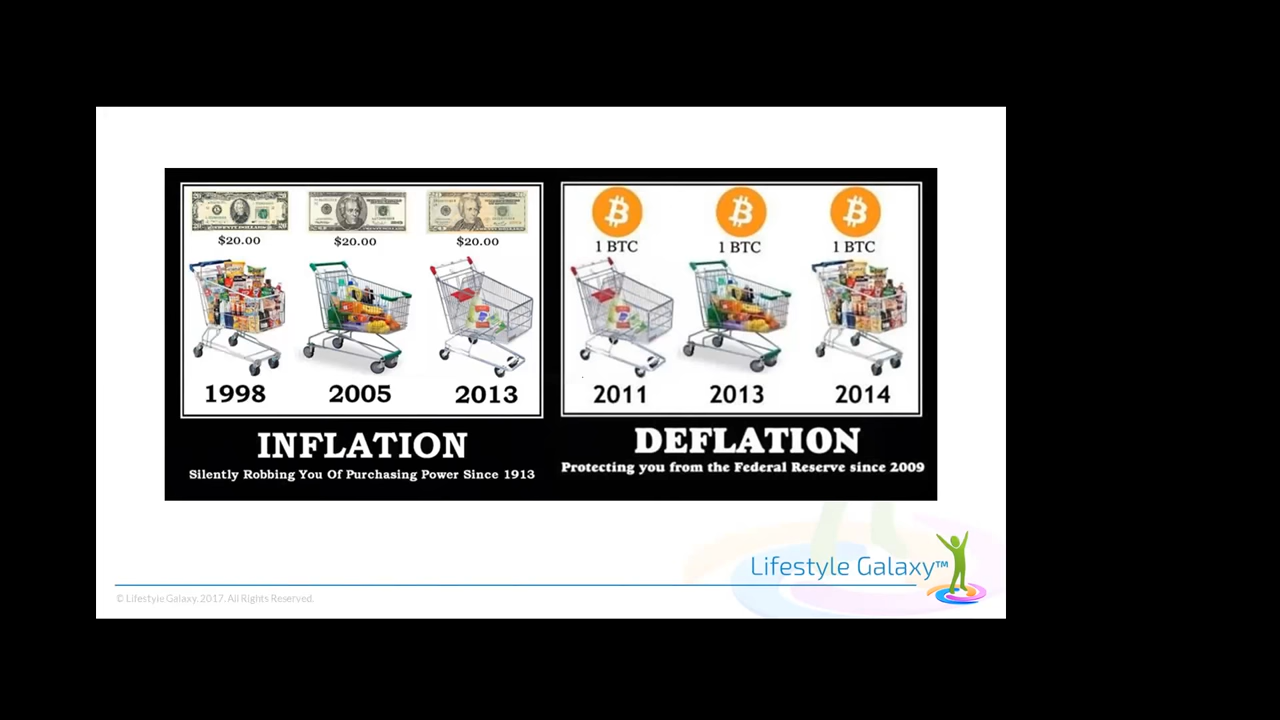 $20.00 $20.00 $20.00
1998 2005 2013
INFLATION
Silently Robbing You Of Purchasing Power Since 1913
1 BTC 1 BTC 1 BTC
2011 2013 2014
DEFLATION
Protecting you from the Federal Reserve since 2009
Lifestyle Galaxy™
© Lifestyle Galaxy. 2017. All Rights Reserved.